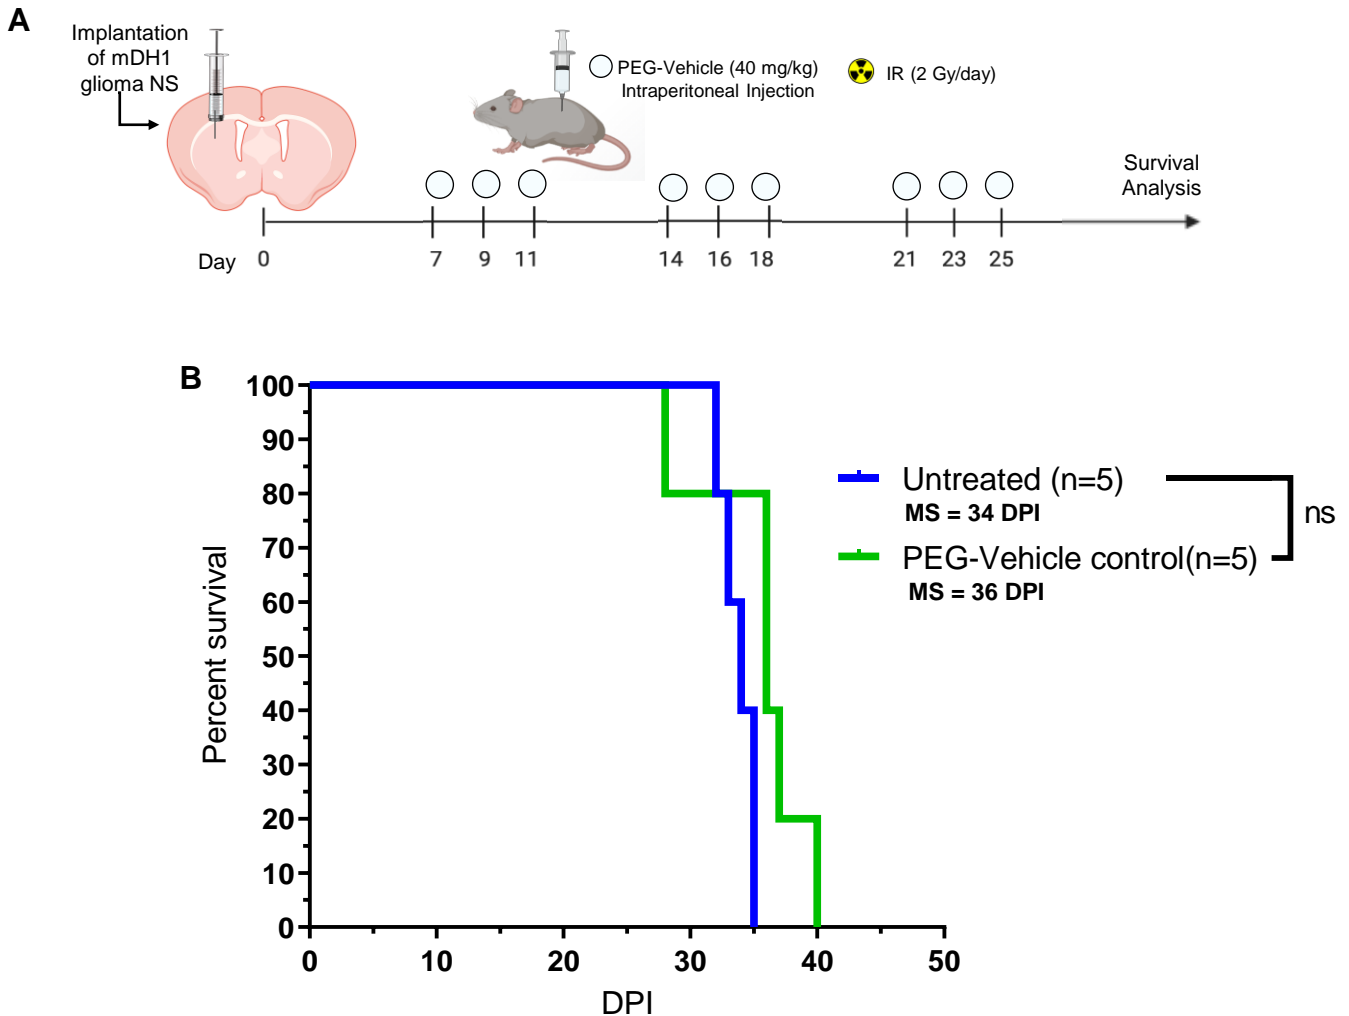 A
Implantation
of mDH1
glioma NS
PEG-Vehicle (40 mg/kg)
Intraperitoneal Injection
IR (2 Gy/day)
Survival
Analysis
Day 0 7 9 11 14 16 18 21 23 25
B
100
90
80
70
60
50
40
30
20
10
0
Percent survival
0 10 20 30 40 50
DPI
Untreated (n=5)
MS = 34 DPI
PEG-Vehicle control(n=5)
MS = 36 DPI
ns